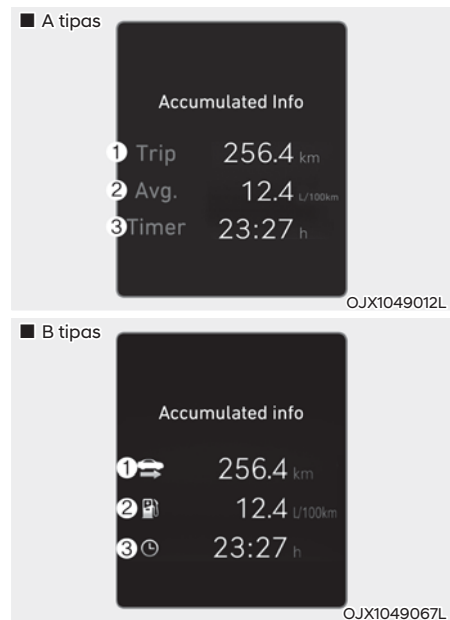 ■ A tipas
Accumulated Info
1 Trip 256.4 km
2 Avg. 12.4 L/100km
3 Timer 23:27 h
OJX1049012L
■ B tipas
Accumulated info
1 256.4 km
2 12.4 L/100km
3 23:27 h
OJX1049067L